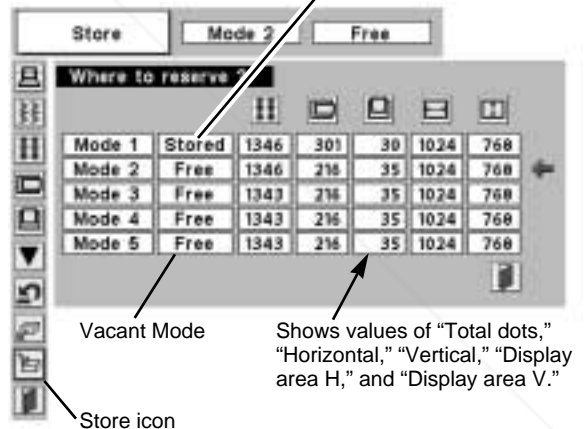 Store Mode 2 Free
Where to reserve ?
Mode 1 Stored 1346 301 30 1024 768
Mode 2 Free 1346 216 35 1024 768
Mode 3 Free 1343 216 35 1024 768
Mode 4 Free 1343 216 35 1024 768
Mode 5 Free 1343 216 35 1024 768
Vacant Mode
Shows values of “Total dots,”
“Horizontal,” “Vertical,” “Display
area H,” and “Display area V.”
Store icon